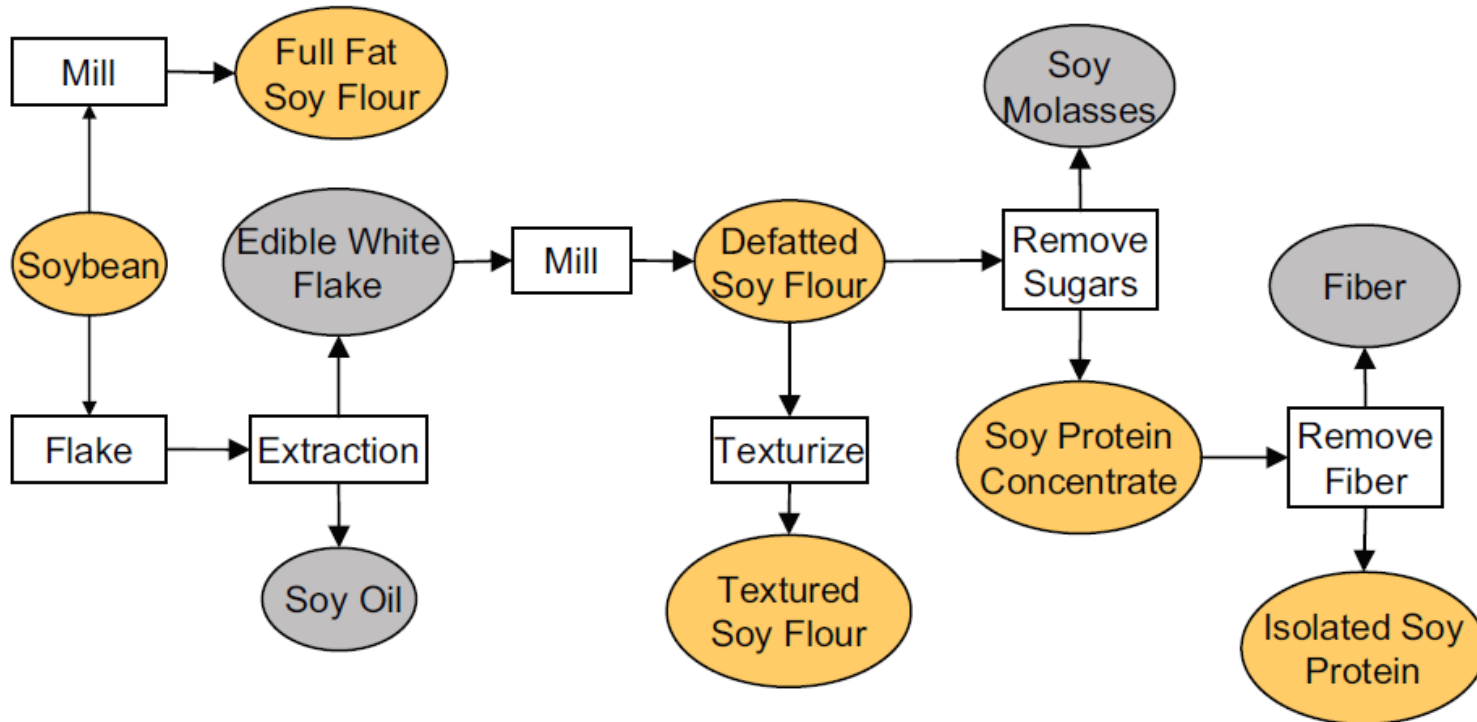 Mill
Full Fat
Soy Flour
Soy
Molasses
Soybean
Edible White
Flake
Mill
Defatted
Soy Flour
Remove
Sugars
Fiber
Flake
Extraction
Texturize
Soy Protein
Concentrate
Remove
Fiber
Soy Oil
Textured
Soy Flour
Isolated Soy
Protein